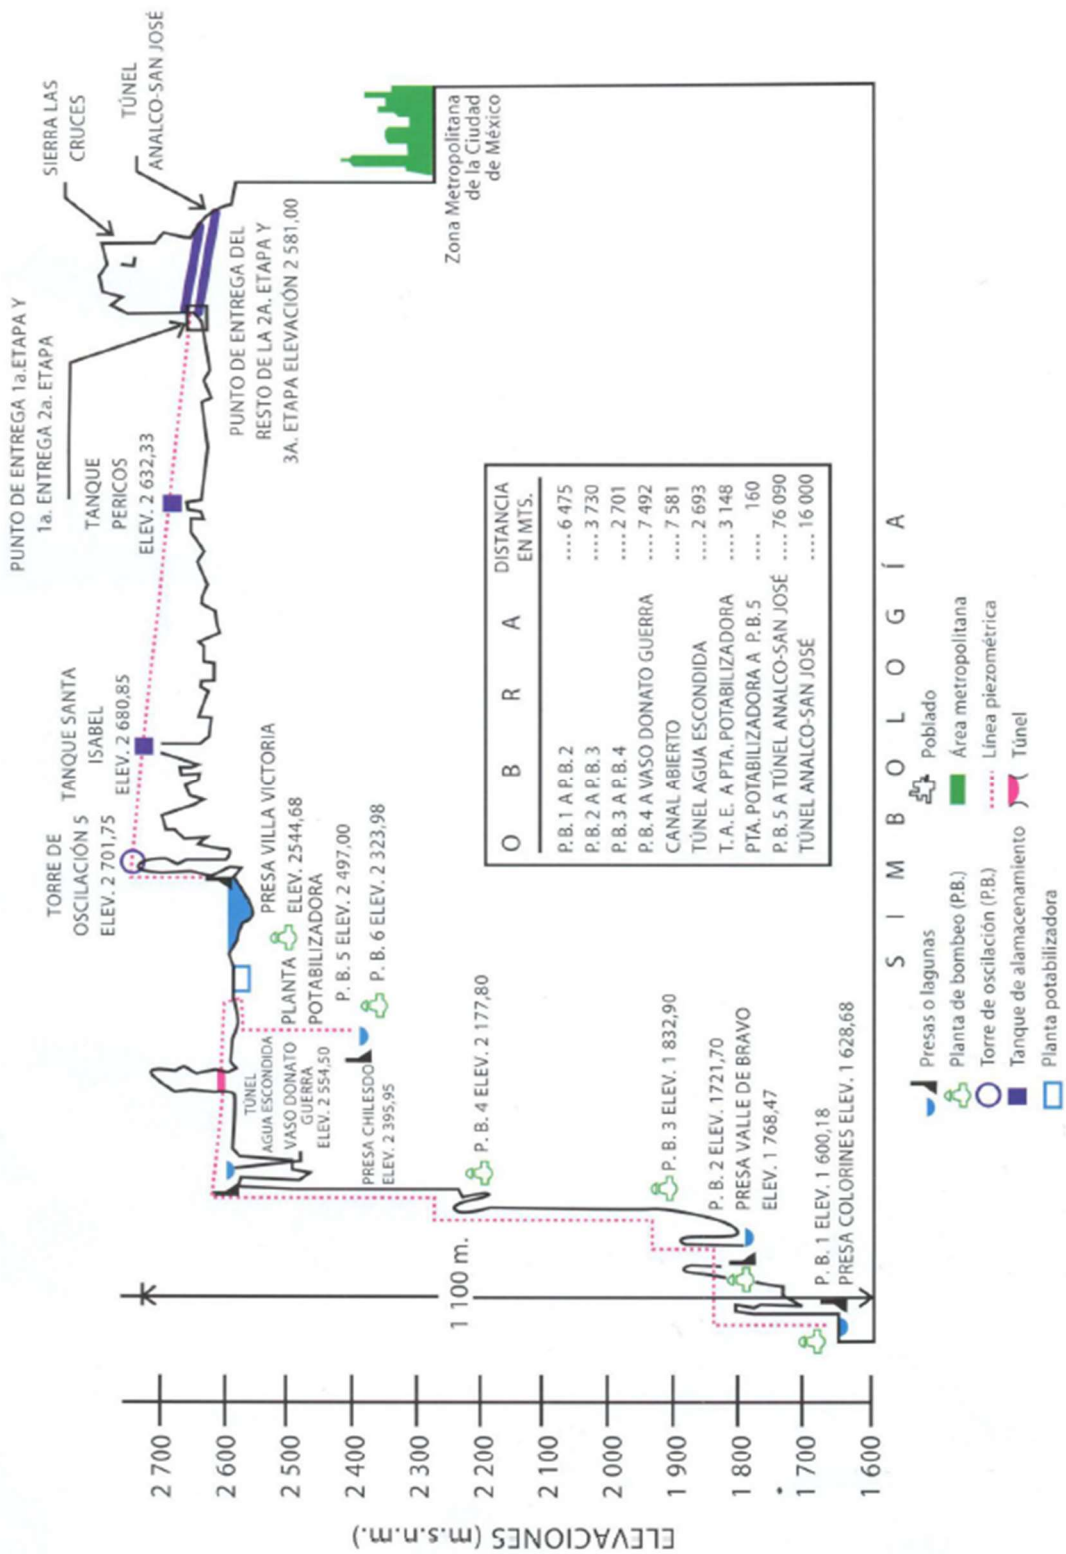 SIERRA LAS
CRUCES
TÚNEL
ANALCO-SAN JOSÉ
PUNTO DE ENTREGA 1a.ETAPA Y
1a. ENTREGA 2a. ETAPA
TANQUE
PERICOS
ELEV. 2 632,33
TANQUE SANTA
ISABEL
ELEV. 2 680,85
TORRE DE
OSCILACIÓN 5
ELEV. 2 701,75
PUNTO DE ENTREGA DEL
RESTO DE LA 2A. ETAPA Y
3A. ETAPA ELEVACIÓN 2 581,00
Zona Metropolitana
de la Ciudad
de México
PRESA VILLA VICTORIA
ELEV. 2544,68
PLANTA
POTABILIZADORA
P. B. 5 ELEV. 2 497,00
P. B. 6 ELEV. 2 323,98
TÚNEL
AGUA ESCONDIDA
VASO DONATO
GUERRA
ELEV. 2 554,50
PRESA CHILESDO
ELEV. 2 395,95
P. B. 4 ELEV. 2 177,80
P. B. 3 ELEV. 1 832,90
P. B. 2 ELEV. 1721,70
PRESA VALLE DE BRAVO
ELEV. 1 768,47
P. B. 1 ELEV. 1 600,18
PRESA COLORINES ELEV. 1 628,68
1 100 m.
ELEVACIONES (m.s.n.m.)
2 700
2 600
2 500
2 400
2 300
2 200
2 100
2 000
1 900
1 800
1 700
1 600
O B R A DISTANCIA
EN MTS.
P.B. 1 A P.B. 2 ....6 475
P.B. 2 A P.B. 3 ....3 730
P.B. 3 A P.B. 4 ....2 701
P.B. 4 A VASO DONATO GUERRA ....7 492
CANAL ABIERTO ....7 581
TÚNEL AGUA ESCONDIDA ....2 693
T. A. E. A PTA. POTABILIZADORA ....3 148
PTA. POTABILIZADORA A P.B. 5 .... 160
P.B. 5 A TÚNEL ANALCO-SAN JOSÉ ....76 090
TÚNEL ANALCO-SAN JOSÉ ....16 000
S I M B O L O G Í A
Presas o lagunas
Planta de bombeo (P.B.)
Torre de oscilación (P.B.)
Tanque de alamacenamiento
Planta potabilizadora
Poblado
Área metropolitana
Línea piezométrica
Túnel